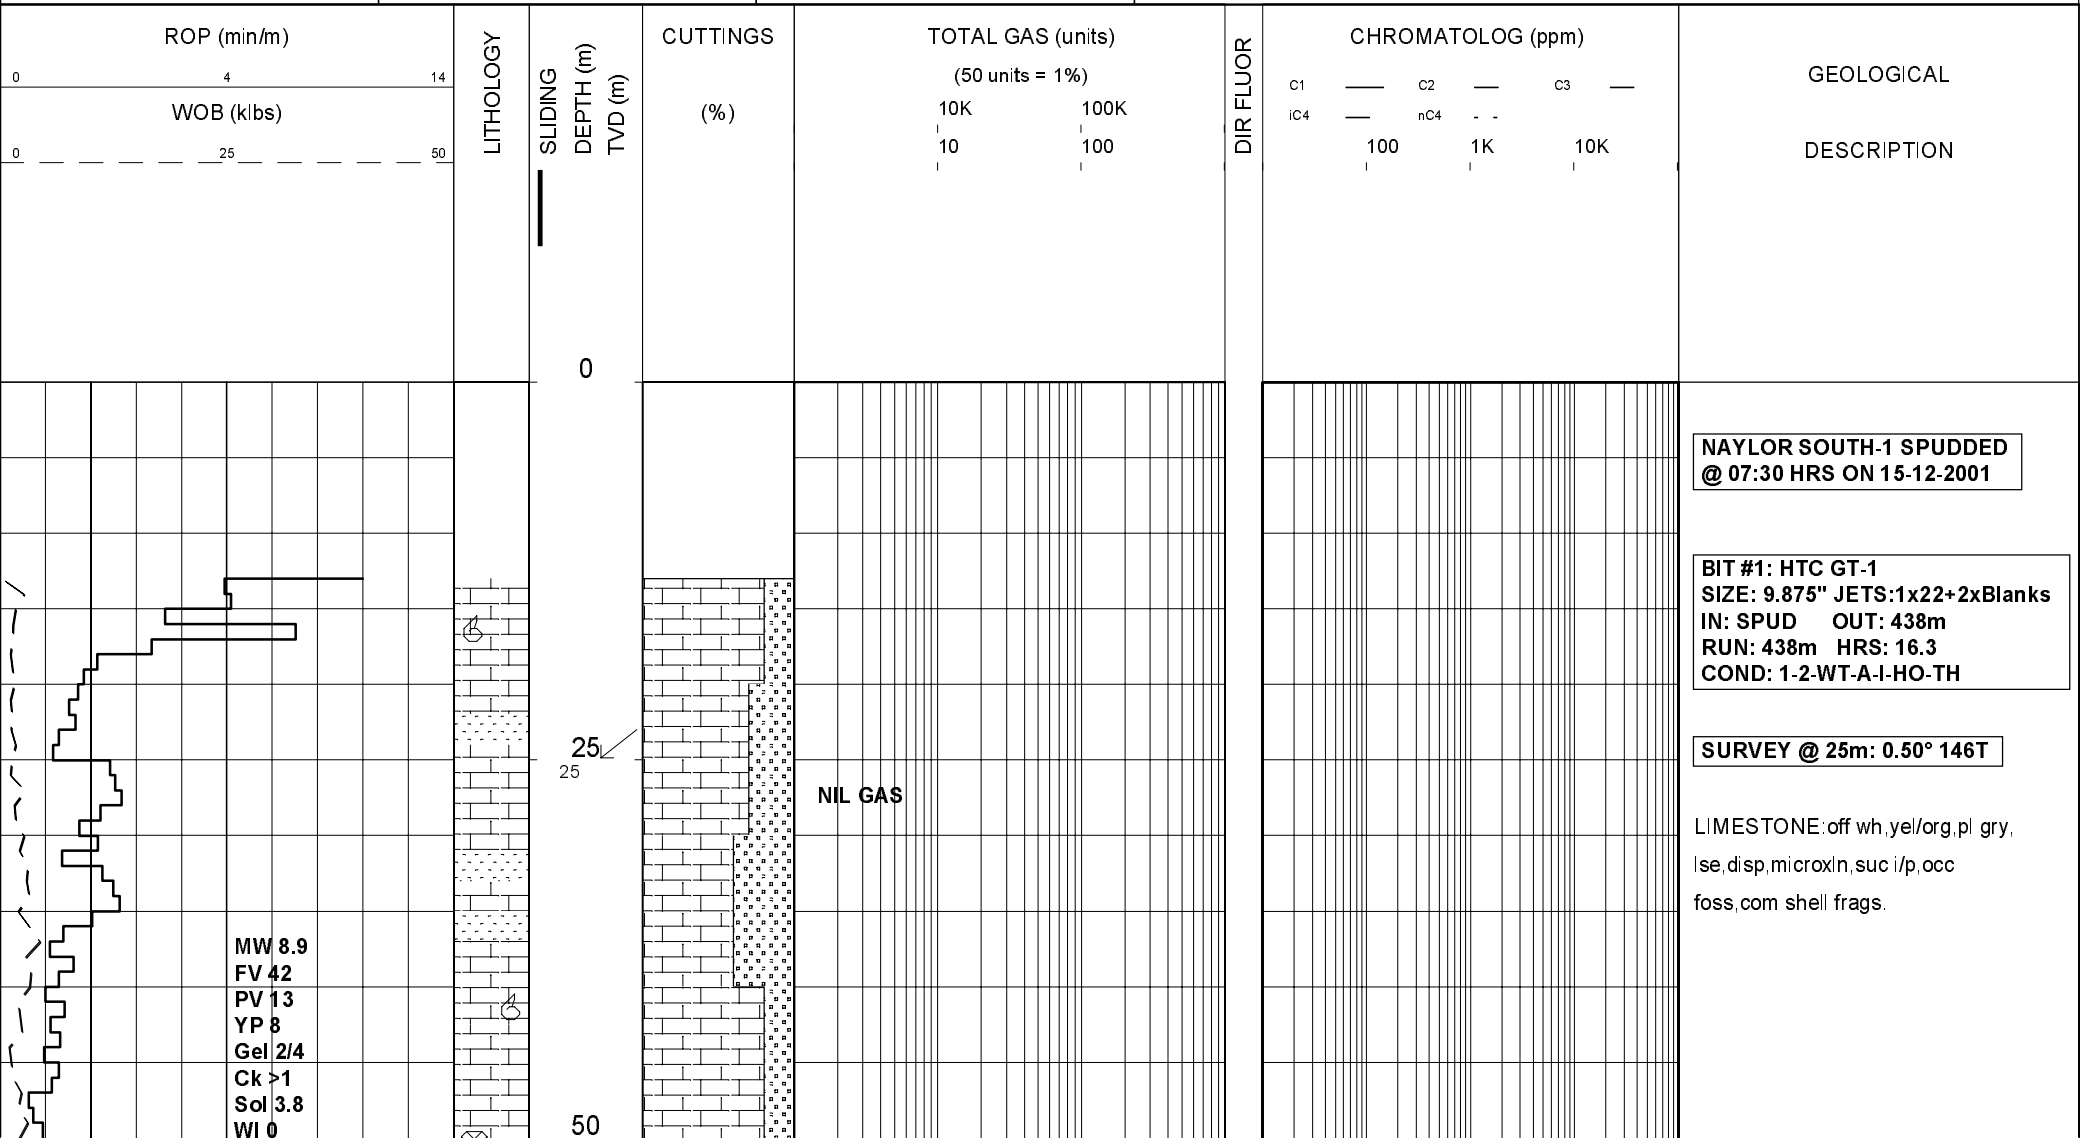 ROP (min/m)
0 4 14
WOB (klbs)
0 25 50
LITHOLOGY
SLIDING
DEPTH (m)
TVD (m)
CUTTINGS
(%)
TOTAL GAS (units)
(50 units = 1%)
10K 100K
10 100
DIR FLUOR
CHROMATOLOG (ppm)
C1 C2 C3
iC4 nC4
100 1K 10K
GEOLOGICAL
DESCRIPTION
0
NAYLOR SOUTH-1 SPUDDED
@ 07:30 HRS ON 15-12-2001
BIT #1: HTC GT-1
SIZE: 9.875" JETS:1x22+2xBlanks
IN: SPUD OUT: 438m
RUN: 438m HRS: 16.3
COND: 1-2-WT-A-I-HO-TH
25
25
SURVEY @ 25m: 0.50° 146T
NIL GAS
LIMESTONE:off wh,yel/org,pl gry,
lse,disp,microxln,suc i/p,occ
foss,com shell frags.
MW 8.9
FV 42
PV 13
YP 8
Gel 2/4
Ck >1
Sol 3.8
Wl 0
50